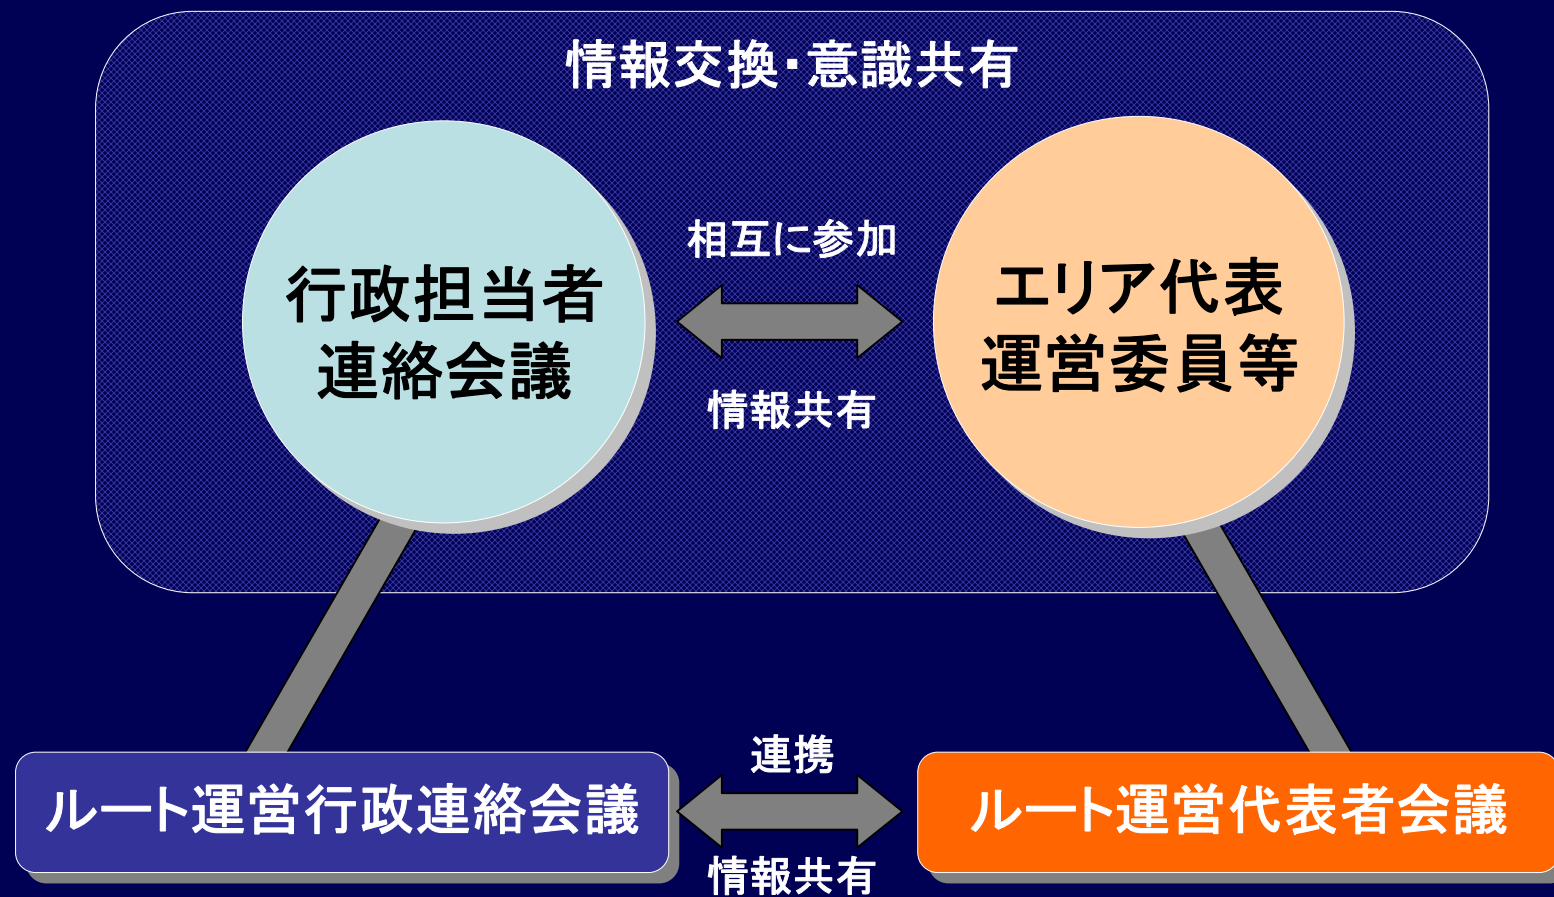 情報交換・意識共有
行政担当者
連絡会議
相互に参加
情報共有
エリア代表
運営委員等
ルート運営行政連絡会議
連携
情報共有
ルート運営代表者会議